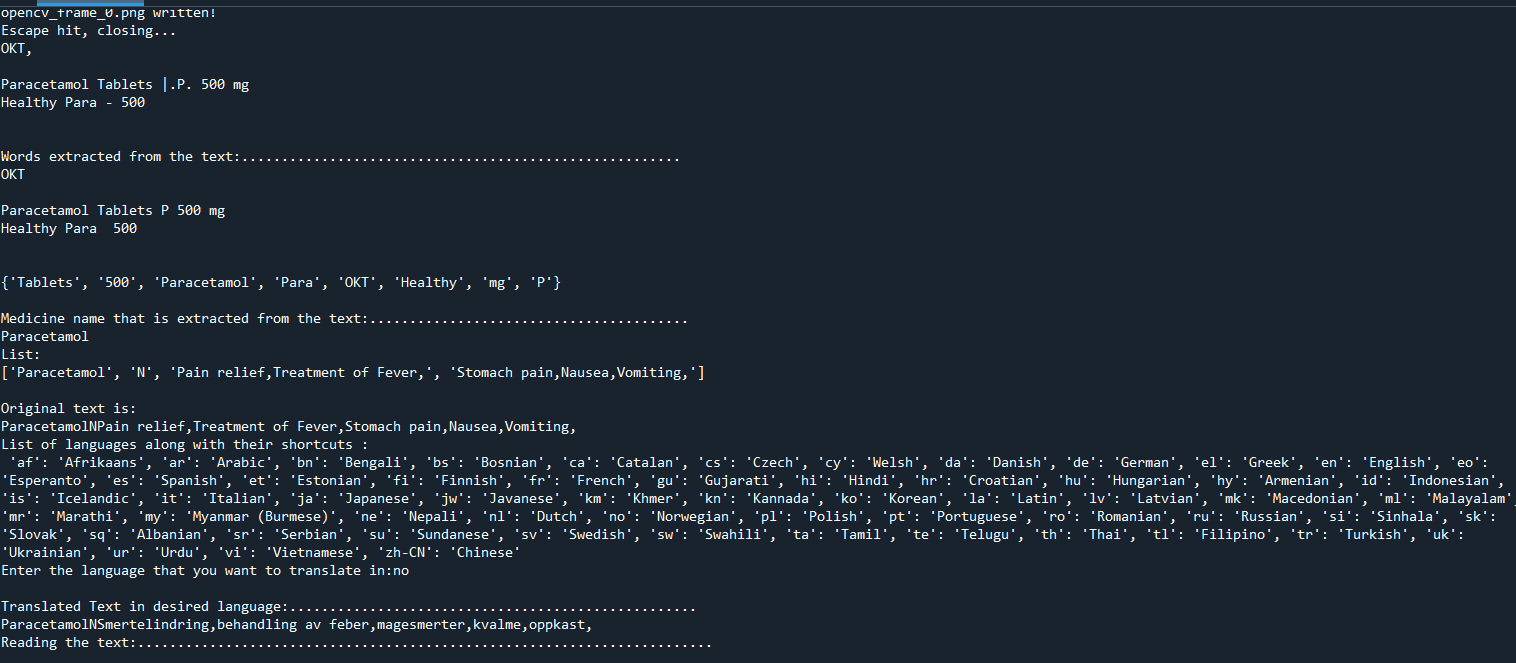 opencv_frame_0.png written!
Escape hit, closing...
OKT,
Paracetamol Tablets |.P. 500 mg
Healthy Para - 500
Words extracted from the text:.......................................................
OKT
Paracetamol Tablets P 500 mg
Healthy Para  500
{'Tablets', '500', 'Paracetamol', 'Para', 'OKT', 'Healthy', 'mg', 'P'}
Medicine name that is extracted from the text:........................................
Paracetamol
List:
['Paracetamol', 'N', 'Pain relief,Treatment of Fever,', 'Stomach pain,Nausea,Vomiting,']
Original text is:
ParacetamolNPain relief,Treatment of Fever,Stomach pain,Nausea,Vomiting,
List of languages along with their shortcuts :
'af': 'Afrikaans', 'ar': 'Arabic', 'bn': 'Bengali', 'bs': 'Bosnian', 'ca': 'Catalan', 'cs': 'Czech', 'cy': 'Welsh', 'da': 'Danish', 'de': 'German', 'el': 'Greek', 'en': 'English', 'eo':
'Esperanto', 'es': 'Spanish', 'et': 'Estonian', 'fi': 'Finnish', 'fr': 'French', 'gu': 'Gujarati', 'hi': 'Hindi', 'hr': 'Croatian', 'hu': 'Hungarian', 'hy': 'Armenian', 'id': 'Indonesian',
'is': 'Icelandic', 'it': 'Italian', 'ja': 'Japanese', 'jw': 'Javanese', 'km': 'Khmer', 'kn': 'Kannada', 'ko': 'Korean', 'la': 'Latin', 'lv': 'Latvian', 'mk': 'Macedonian', 'ml': 'Malayalam',
'mr': 'Marathi', 'my': 'Myanmar (Burmese)', 'ne': 'Nepali', 'nl': 'Dutch', 'no': 'Norwegian', 'pl': 'Polish', 'pt': 'Portuguese', 'ro': 'Romanian', 'ru': 'Russian', 'si': 'Sinhala', 'sk':
'Slovak', 'sq': 'Albanian', 'sr': 'Serbian', 'su': 'Sundanese', 'sv': 'Swedish', 'sw': 'Swahili', 'ta': 'Tamil', 'te': 'Telugu', 'th': 'Thai', 'tl': 'Filipino', 'tr': 'Turkish', 'uk':
'Ukrainian', 'ur': 'Urdu', 'vi': 'Vietnamese', 'zh-CN': 'Chinese'
Enter the language that you want to translate in:no
Translated Text in desired language:...................................................
ParacetamolNSmertelindring,behandling av feber,magesmerter,kvalme,oppkast,
Reading the text:........................................................................